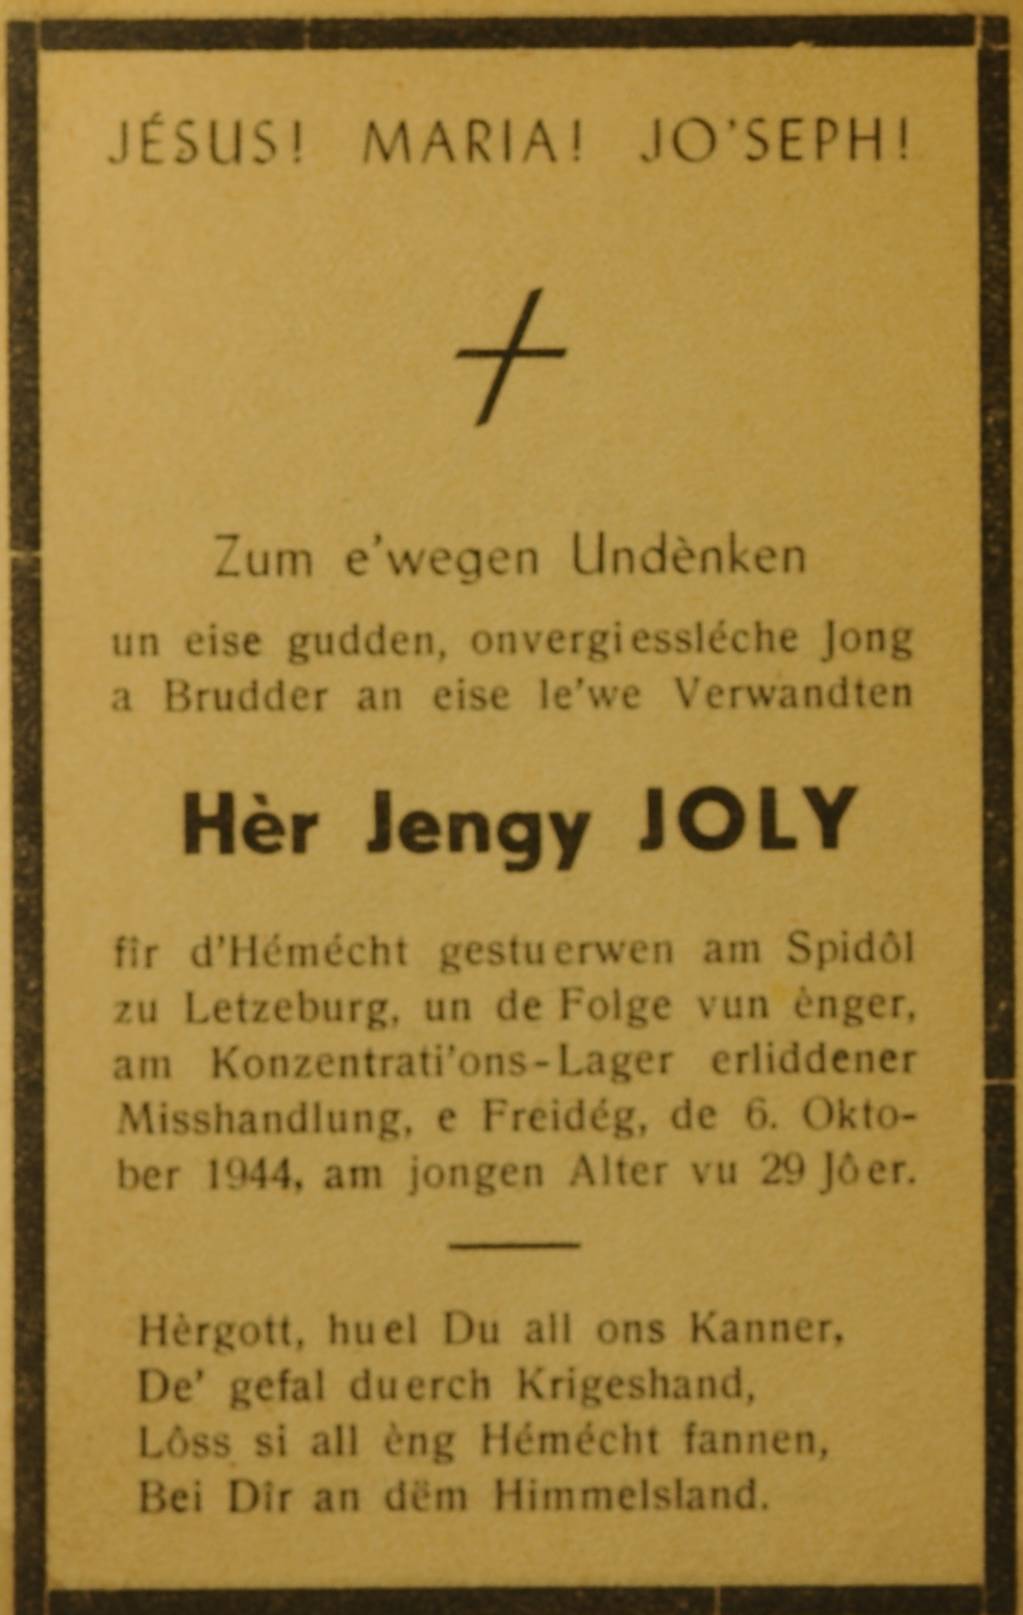 JÉSUS! MARIA! JO'SEPH!
Zum e'wegen Undènken
un eise gudden, onvergiessléche Jong
a Brudder an eise le'we Verwandten
Hèr Jengy JOLY
fîr d'Hémécht gestuerwen am Spidôl
zu Letzeburg, un de Folge vun ènger,
am Konzentrati'ons-Lager erliddener
Misshandlung, e Freidég, de 6. Okto-
ber 1944, am jongen Alter vu 29 Jôer.
Hèrgott, huel Du all ons Kanner,
De' gefal duerch Krigeshand,
Lôss si all èng Hémécht fannen,
Bei Dîr an dëm Himmelsland.